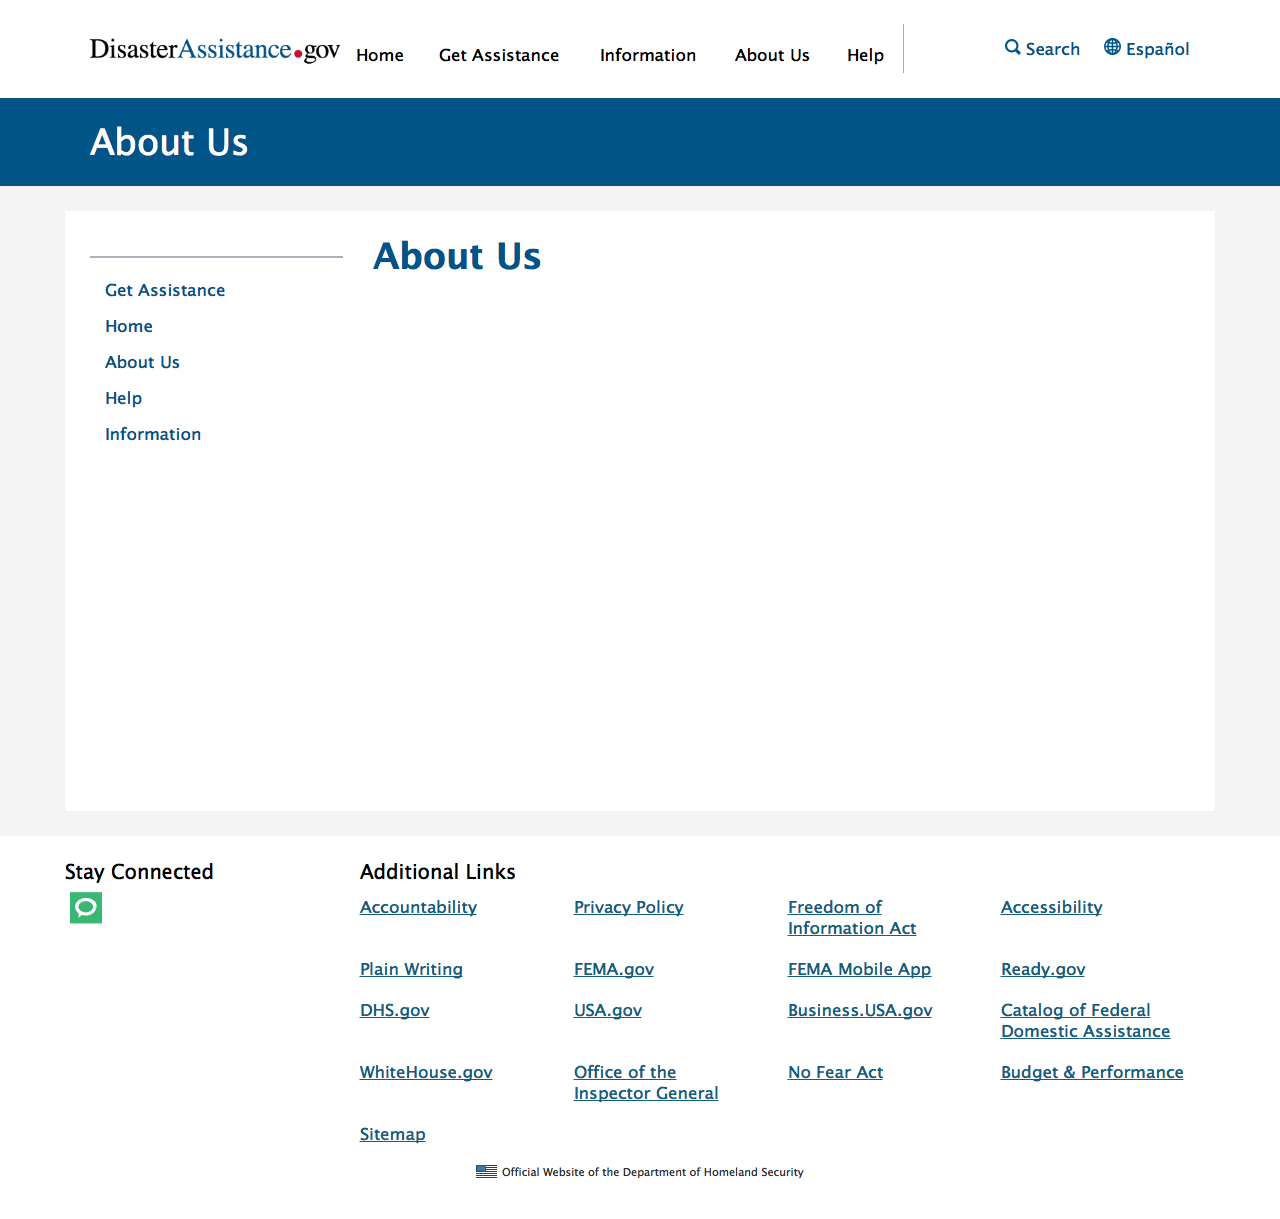 DisasterAssistance.gov Home Get Assistance Information About Us Help Search Español
About Us
About Us
Get Assistance
Home
About Us
Help
Information
Stay Connected
Additional Links
Accountability
Privacy Policy
Freedom of
Information Act
Accessibility
Plain Writing
FEMA.gov
FEMA Mobile App
Ready.gov
DHS.gov
USA.gov
Business.USA.gov
Catalog of Federal
Domestic Assistance
WhiteHouse.gov
Office of the
Inspector General
No Fear Act
Budget & Performance
Sitemap
Official Website of the Department of Homeland Security